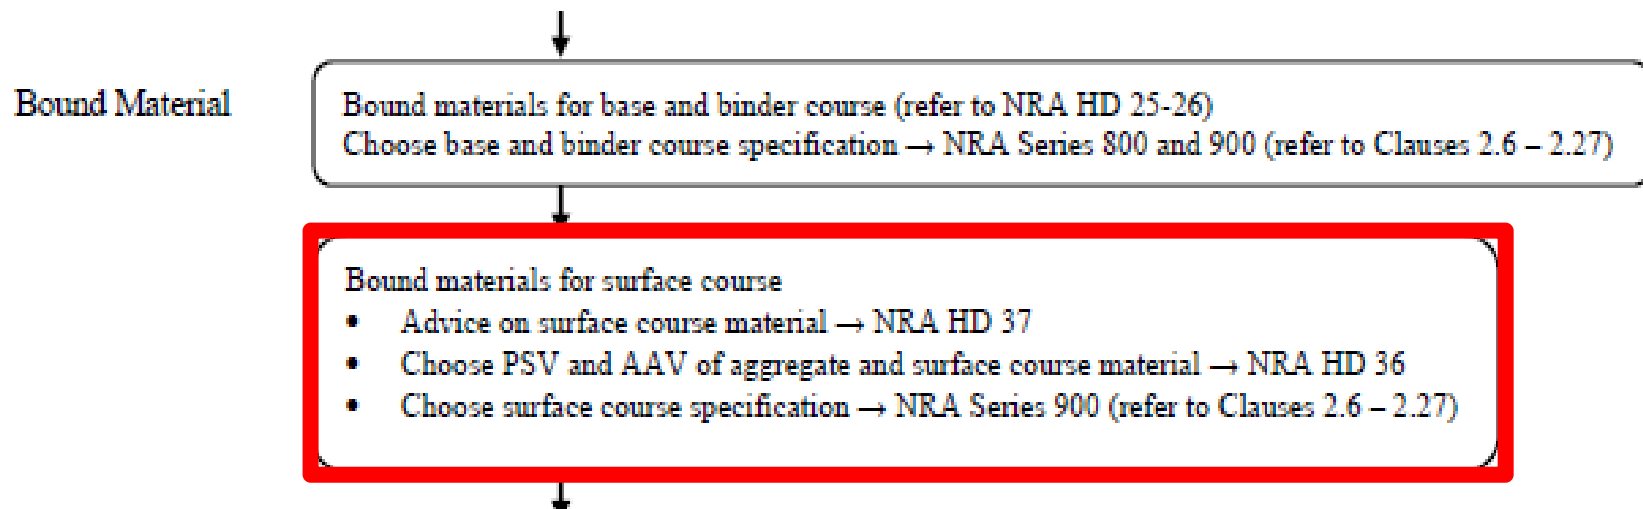 Bound Material
Bound materials for base and binder course (refer to NRA HD 25-26)
Choose base and binder course specification → NRA Series 800 and 900 (refer to Clauses 2.6 – 2.27)
Bound materials for surface course
• Advice on surface course material → NRA HD 37
• Choose PSV and AAV of aggregate and surface course material → NRA HD 36
• Choose surface course specification → NRA Series 900 (refer to Clauses 2.6 – 2.27)